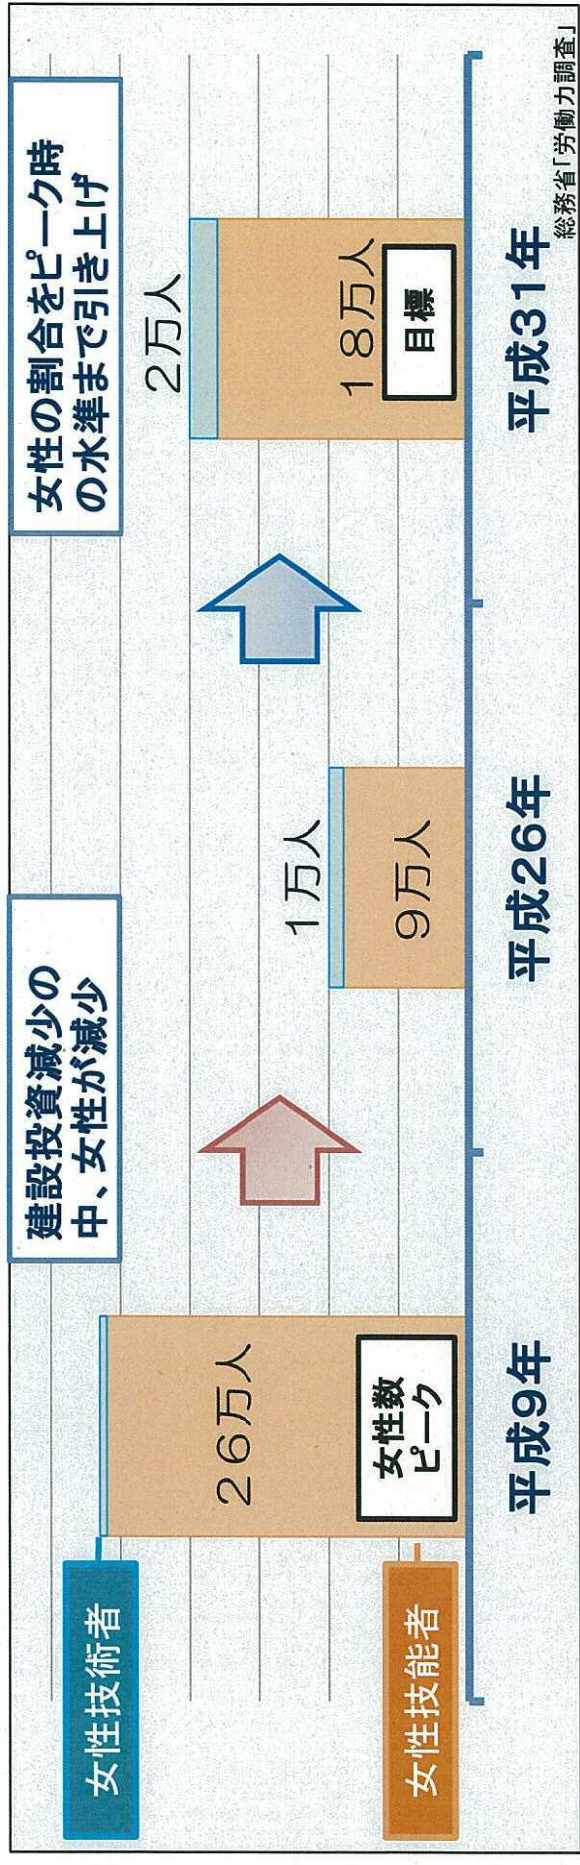 建設投資減少の
中、女性が減少
女性の割合をピーク時
の水準まで引き上げ
女性技術者
女性技能者
26万人
女性数
ピーク
1万人
9万人
2万人
18万人
目標
平成9年
平成26年
平成31年
総務省「労働力調査」